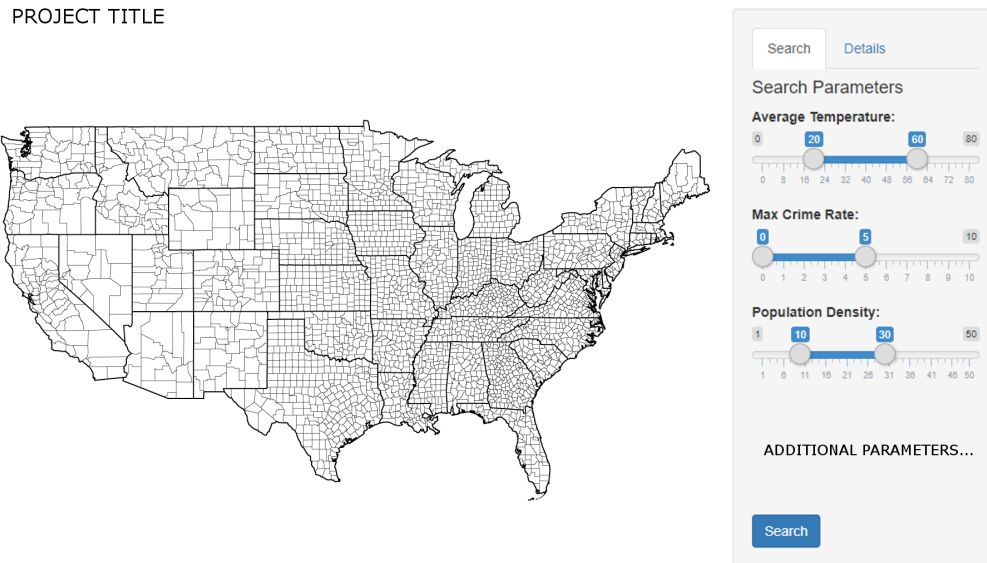 PROJECT TITLE
Search Details
Search Parameters
Average Temperature:
0 20 60 80
0 8 16 24 32 40 48 56 64 72 80
Max Crime Rate:
0 5 10
0 1 2 3 4 5 6 7 8 9 10
Population Density:
1 10 30 50
1 6 11 16 21 26 31 36 41 46 50
ADDITIONAL PARAMETERS...
Search